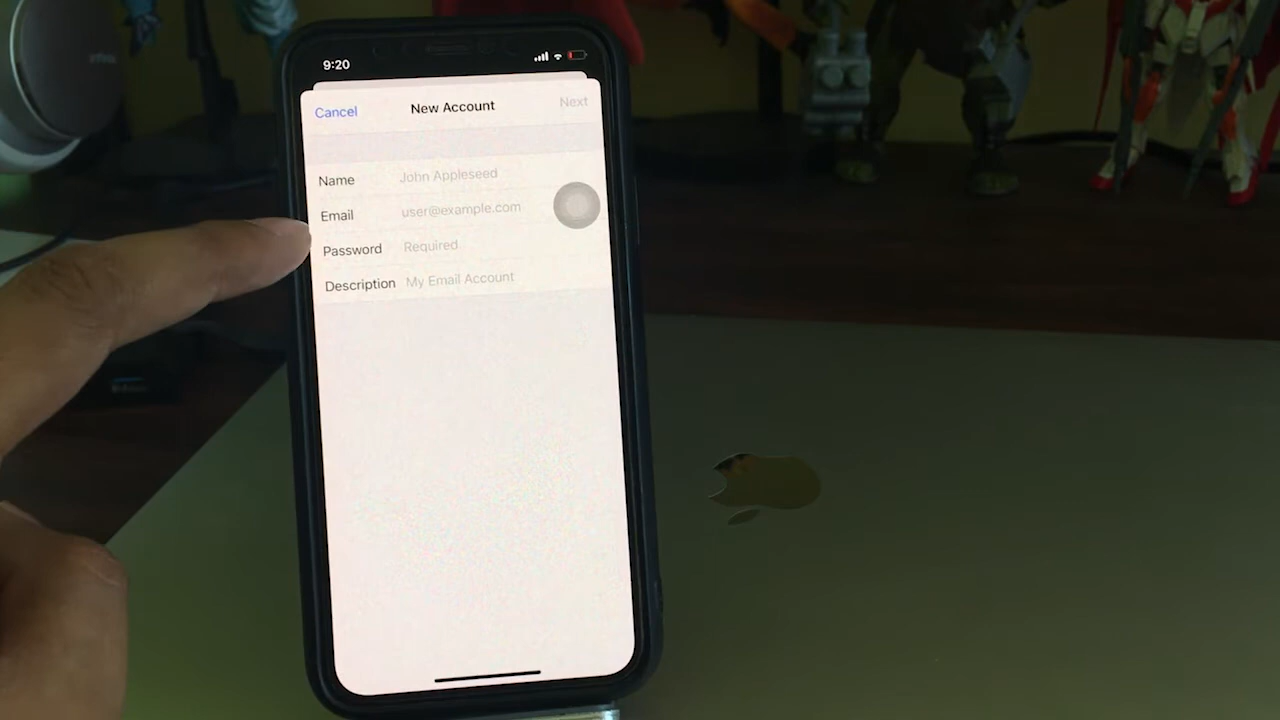 9:20
Cancel New Account Next
Name John Appleseed
Email user@example.com
Password Required
Description My Email Account